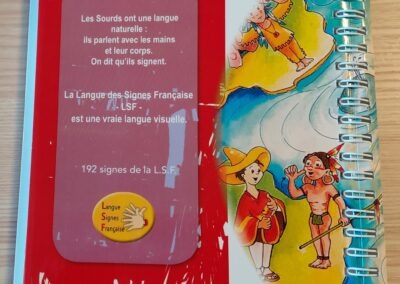 Les Sourds ont une langue
naturelle :
ils parlent avec les mains
et leur corps.
On dit qu'ils signent.
La Langue des Signes Française
- LSF -
est une vraie langue visuelle.
192 signes de la L.S.F.
Langue
Signes
Française